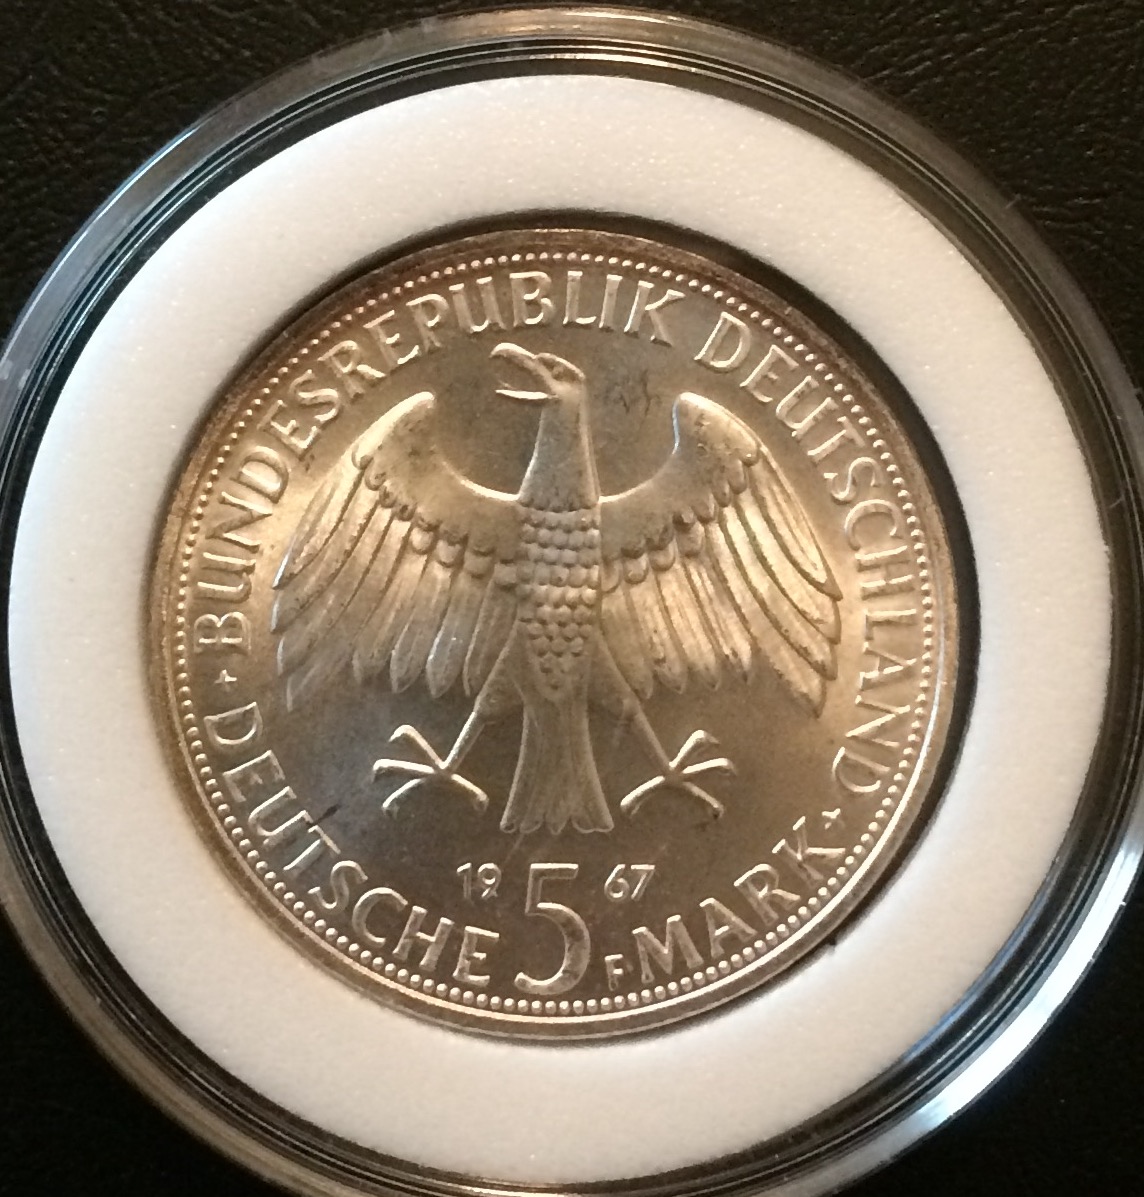 BUNDESREPUBLIK DEUTSCHLAND
19 67
DEUTSCHE 5 F MARK